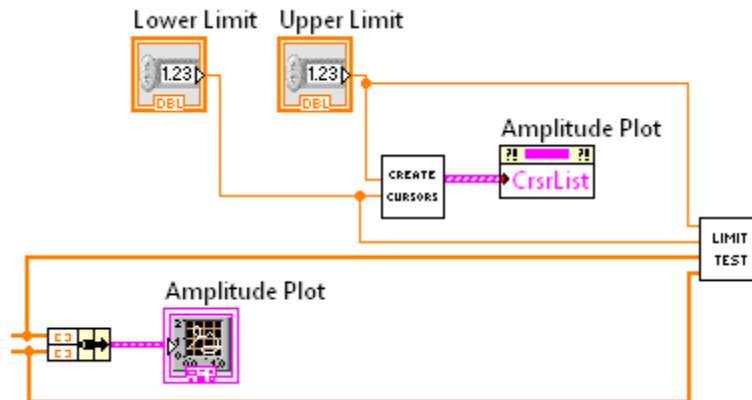 Lower Limit
Upper Limit
1.23
DBL
1.23
DBL
Amplitude Plot
?! ?!
CrsrList
CREATE
CURSORS
LIMIT
TEST
Amplitude Plot